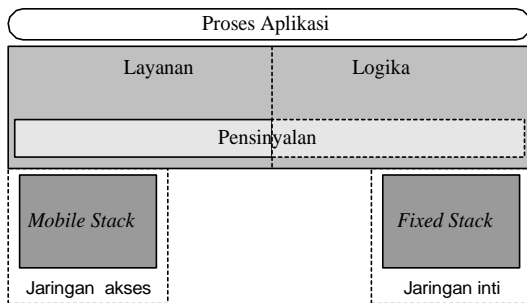 Proses Aplikasi
Layanan Logika
Pensinyalan
Mobile Stack Fixed Stack
Jaringan akses Jaringan inti